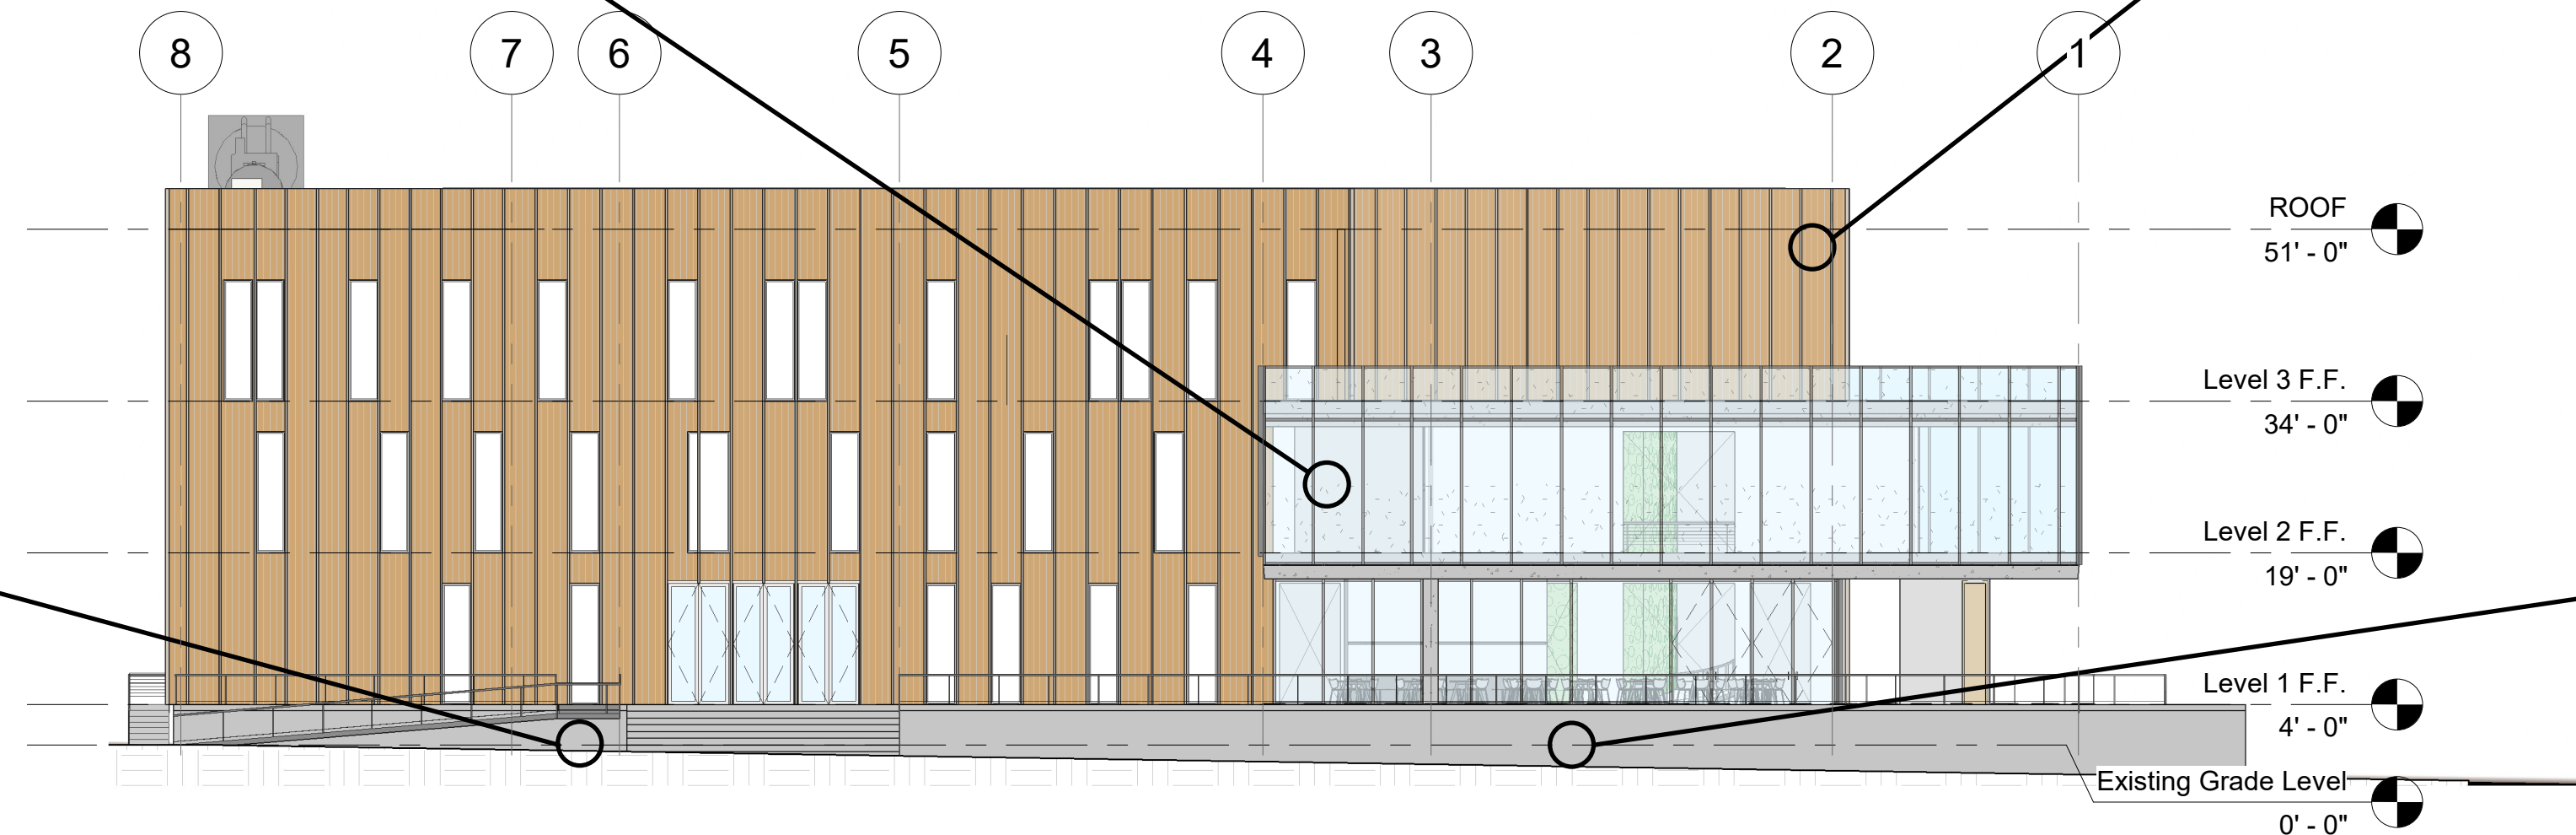 8 7 6 5 4 3 2 1
ROOF
51' - 0"
Level 3 F.F.
34' - 0"
Level 2 F.F.
19' - 0"
Level 1 F.F.
4' - 0"
Existing Grade Level
0' - 0"